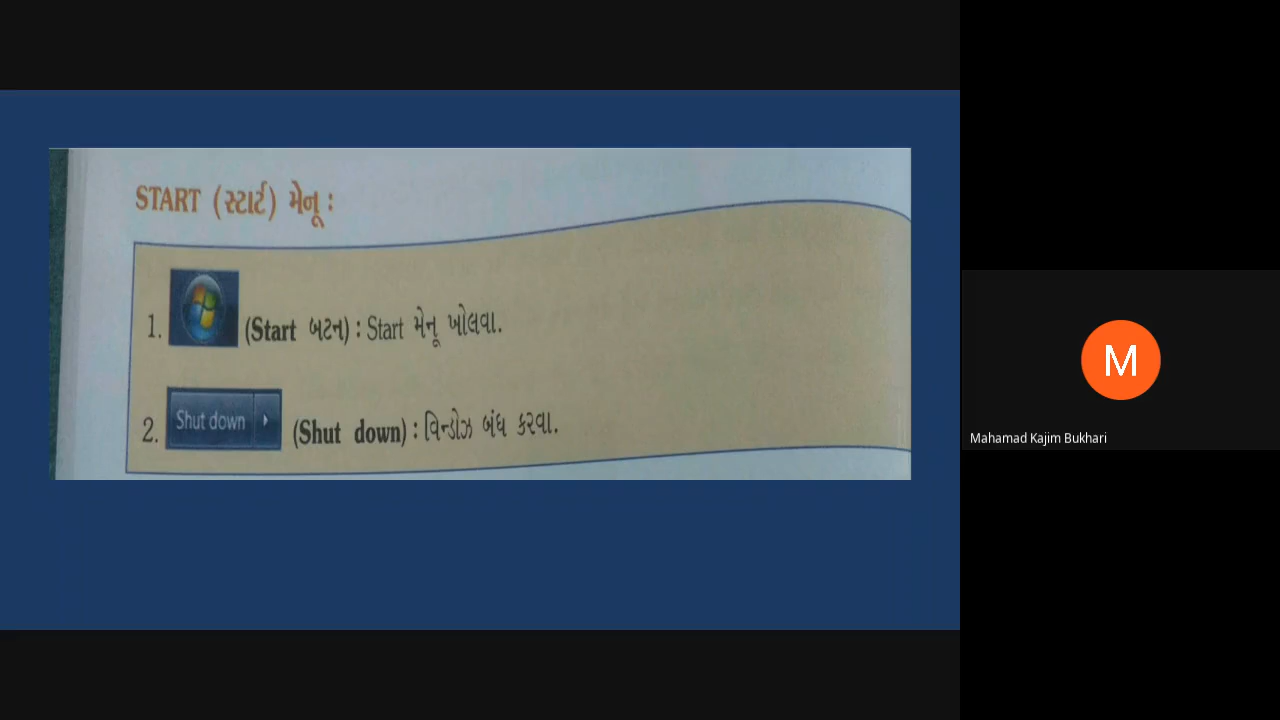 START (સ્ટાર્ટ) મેનૂ :
1. (Start બટન) : Start મેનૂ ખોલવા.
2. Shut down (Shut down) : વિન્ડોઝ બંધ કરવા.
M
Mahamad Kajim Bukhari